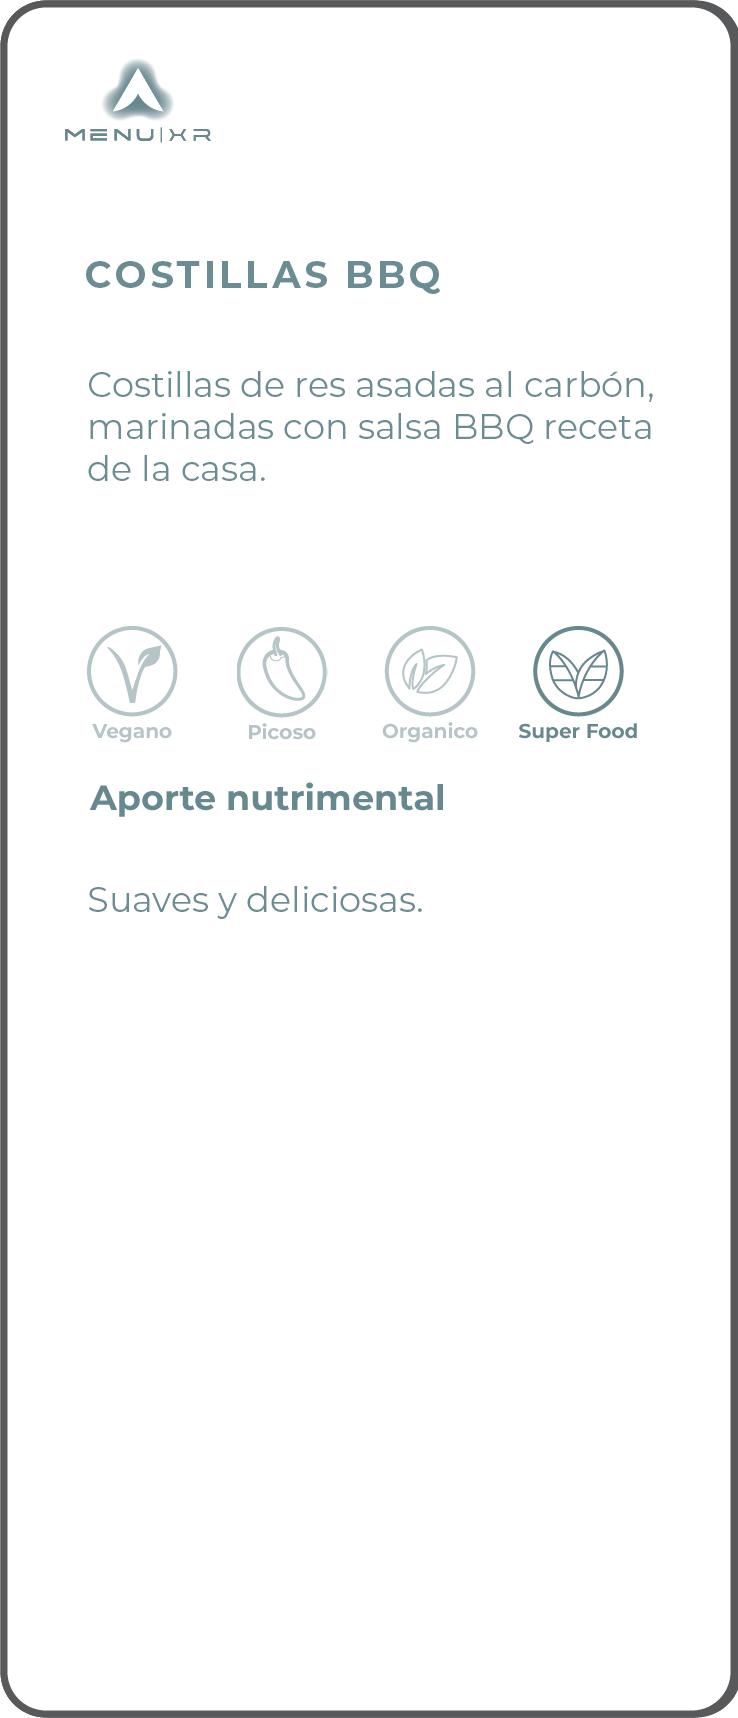 MENU|XR
COSTILLAS BBQ
Costillas de res asadas al carbón,
marinadas con salsa BBQ receta
de la casa.
Vegano Picoso Organico Super Food
Aporte nutrimental
Suaves y deliciosas.